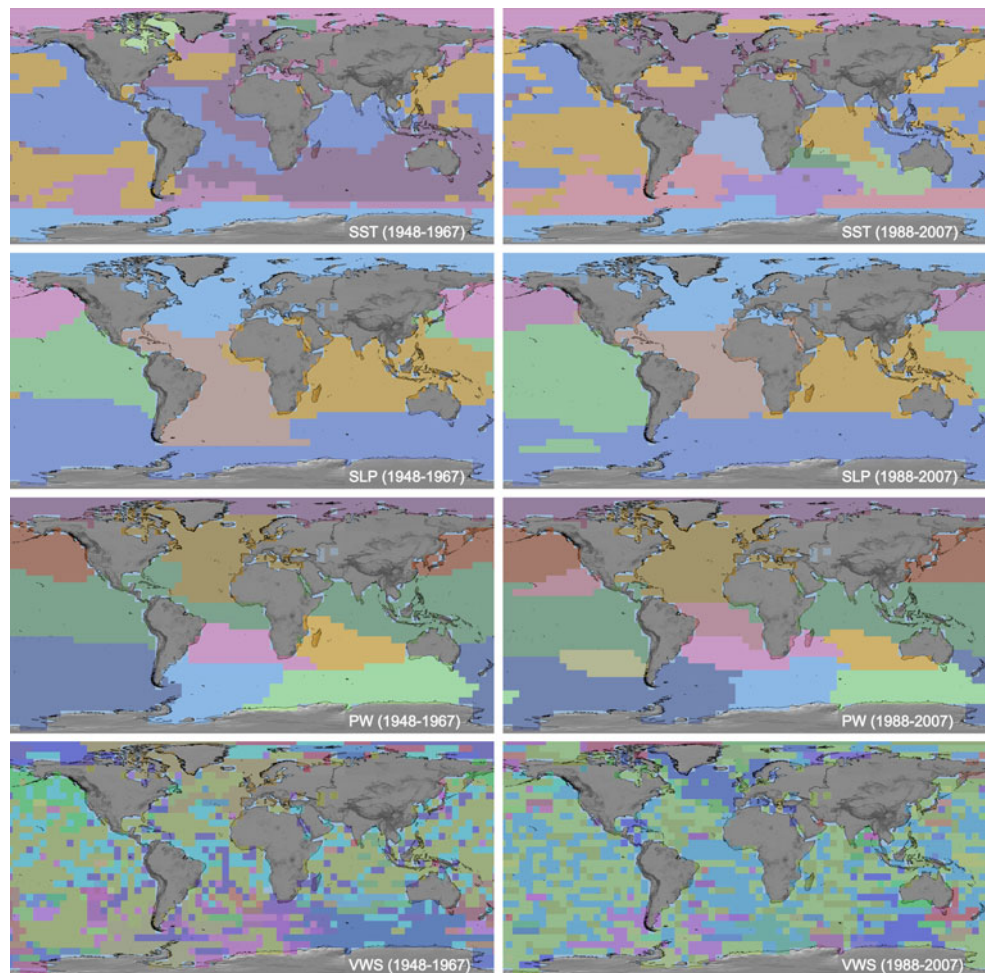 SST (1948-1967)
SST (1988-2007)
SLP (1948-1967)
SLP (1988-2007)
PW (1948-1967)
PW (1988-2007)
VWS (1948-1967)
VWS (1988-2007)